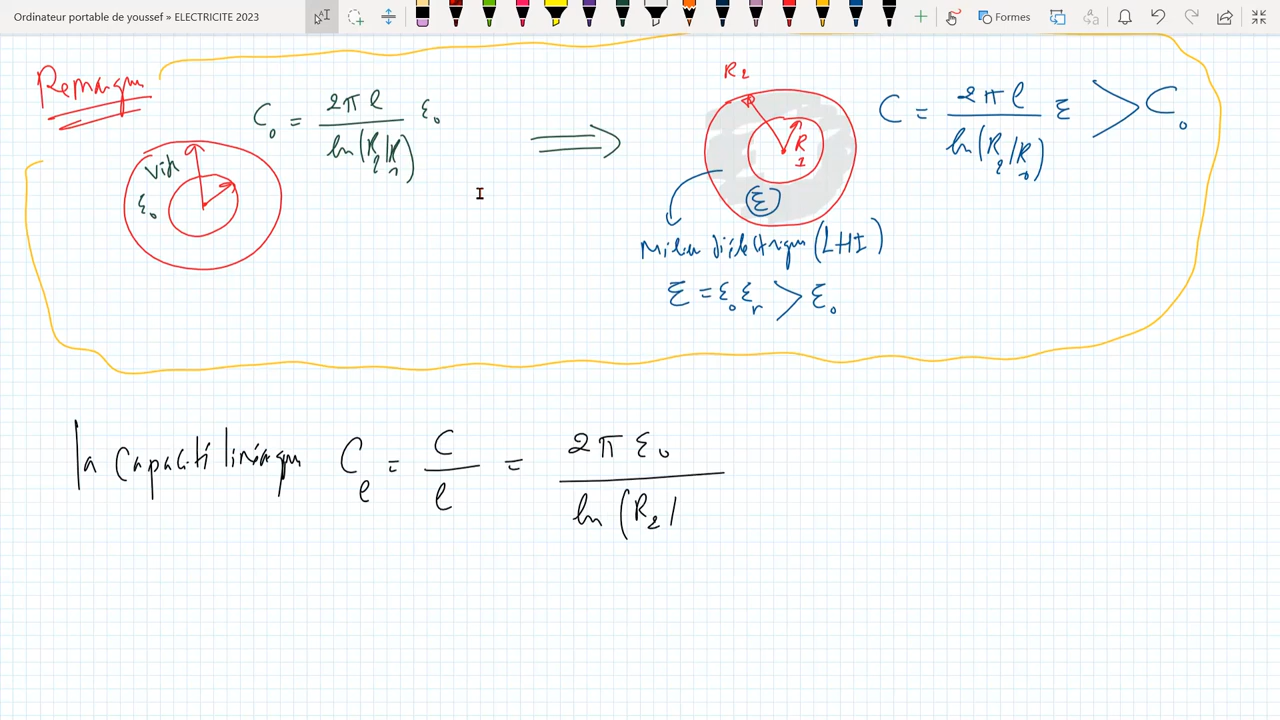 Ordinateur portable de youssef » ELECTRICITE 2023
Formes
Remarque
C₀ = 2πl / ln(R₂/R₁) ε₀
vide
ε₀
R₂
R₁
ε
C = 2πl / ln(R₂/R₁) ε > C₀
Milieu diélectrique (LHI)
ε = ε₀εr > ε₀
la capacité linéique Cl = C / l = 2πε₀ / ln(R₂/